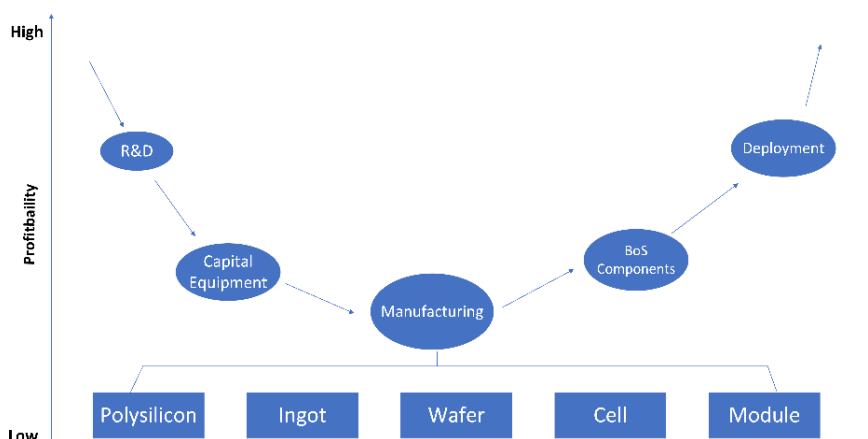 High
R&D
Deployment
Profitbaility
Capital
Equipment
BoS
Components
Manufacturing
Polysilicon
Ingot
Wafer
Cell
Module
Low